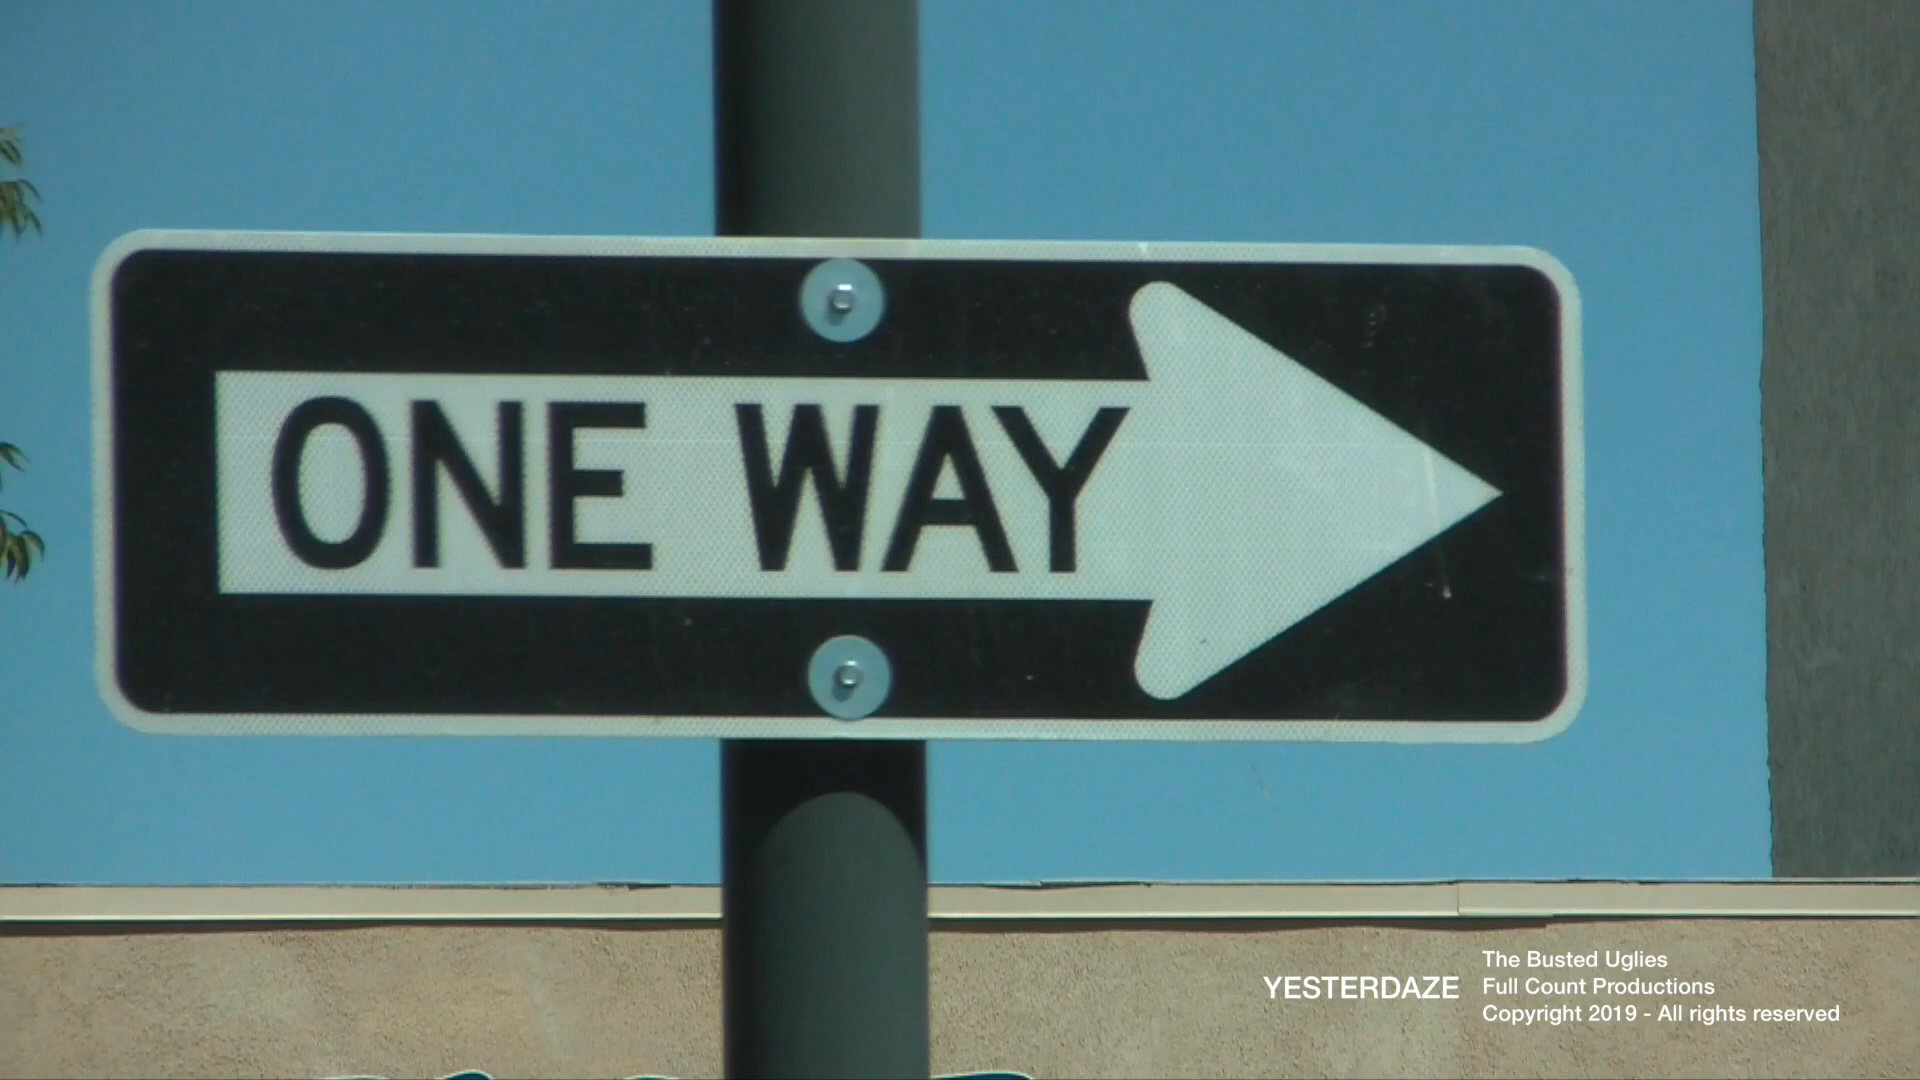 ONE WAY
YESTERDAZE
The Busted Uglies
Full Count Productions
Copyright 2019 - All rights reserved